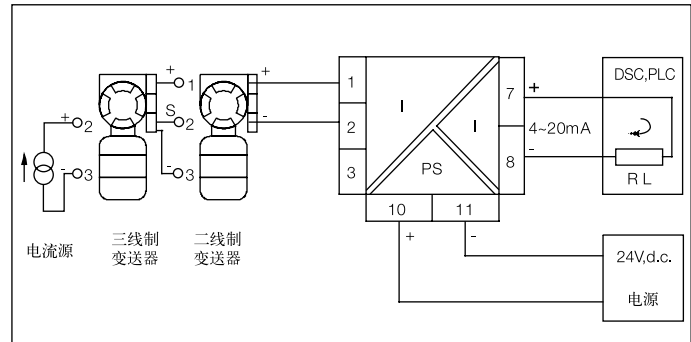 + 1
S 2
- 3
+ 2
- 3
电流源
三线制
变送器
二线制
变送器
+
-
1
2
3
I
I
PS
7
8
10
11
+
-
4~20mA
+
-
DSC,PLC
R L
24V,d.c.
电源